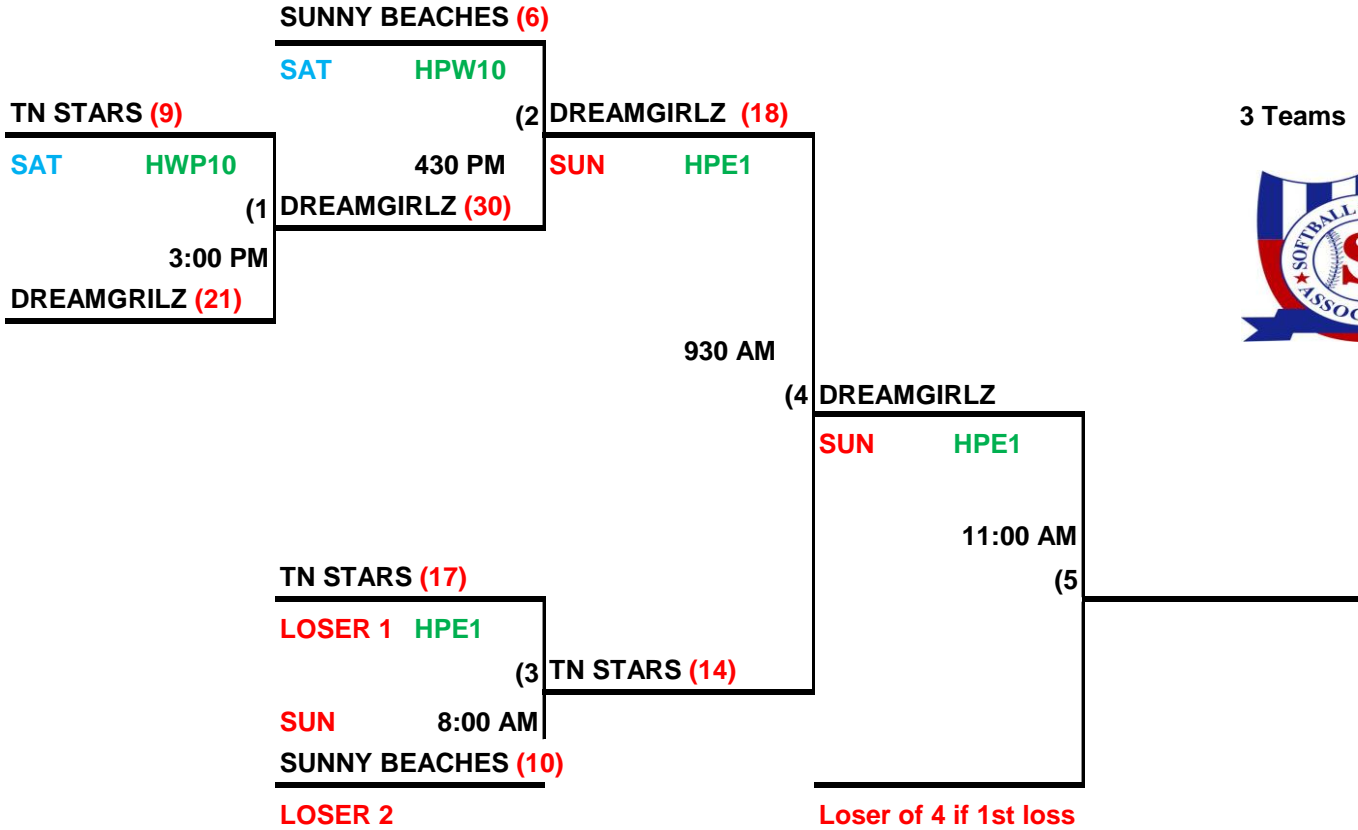 SUNNY BEACHES (6)
SAT HPW10
TN STARS (9)
(2 DREAMGIRLZ (18)
3 Teams
SAT HWP10
430 PM
SUN HPE1
(1 DREAMGIRLZ (30)
3:00 PM
DREAMGRILZ (21)
SOFTBALL
930 AM
(4 DREAMGIRLZ
SUN HPE1
11:00 AM
TN STARS (17)
(5
LOSER 1 HPE1
(3 TN STARS (14)
SUN 8:00 AM
SUNNY BEACHES (10)
LOSER 2
Loser of 4 if 1st loss